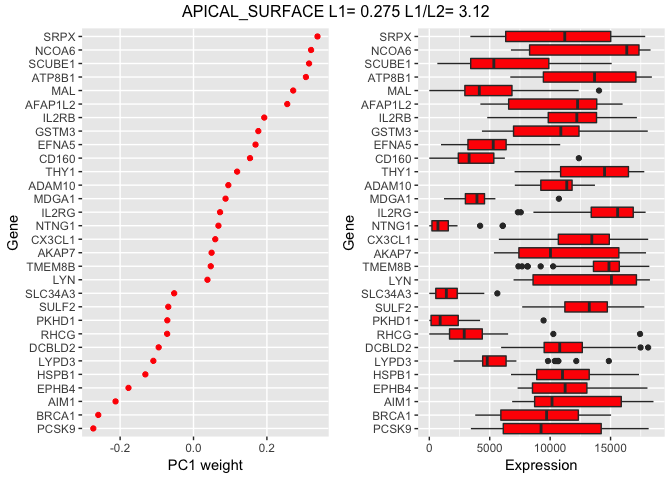 APICAL_SURFACE L1= 0.275 L1/L2= 3.12
Gene
SRPX
NCOA6
SCUBE1
ATP8B1
MAL
AFAP1L2
IL2RB
GSTM3
EFNA5
CD160
THY1
ADAM10
MDGA1
IL2RG
NTNG1
CX3CL1
AKAP7
TMEM8B
LYN
SLC34A3
SULF2
PKHD1
RHCG
DCBLD2
LYPD3
HSPB1
EPHB4
AIM1
BRCA1
PCSK9
-0.2 0.0 0.2
PC1 weight
Gene
SRPX
NCOA6
SCUBE1
ATP8B1
MAL
AFAP1L2
IL2RB
GSTM3
EFNA5
CD160
THY1
ADAM10
MDGA1
IL2RG
NTNG1
CX3CL1
AKAP7
TMEM8B
LYN
SLC34A3
SULF2
PKHD1
RHCG
DCBLD2
LYPD3
HSPB1
EPHB4
AIM1
BRCA1
PCSK9
0 5000 10000 15000
Expression